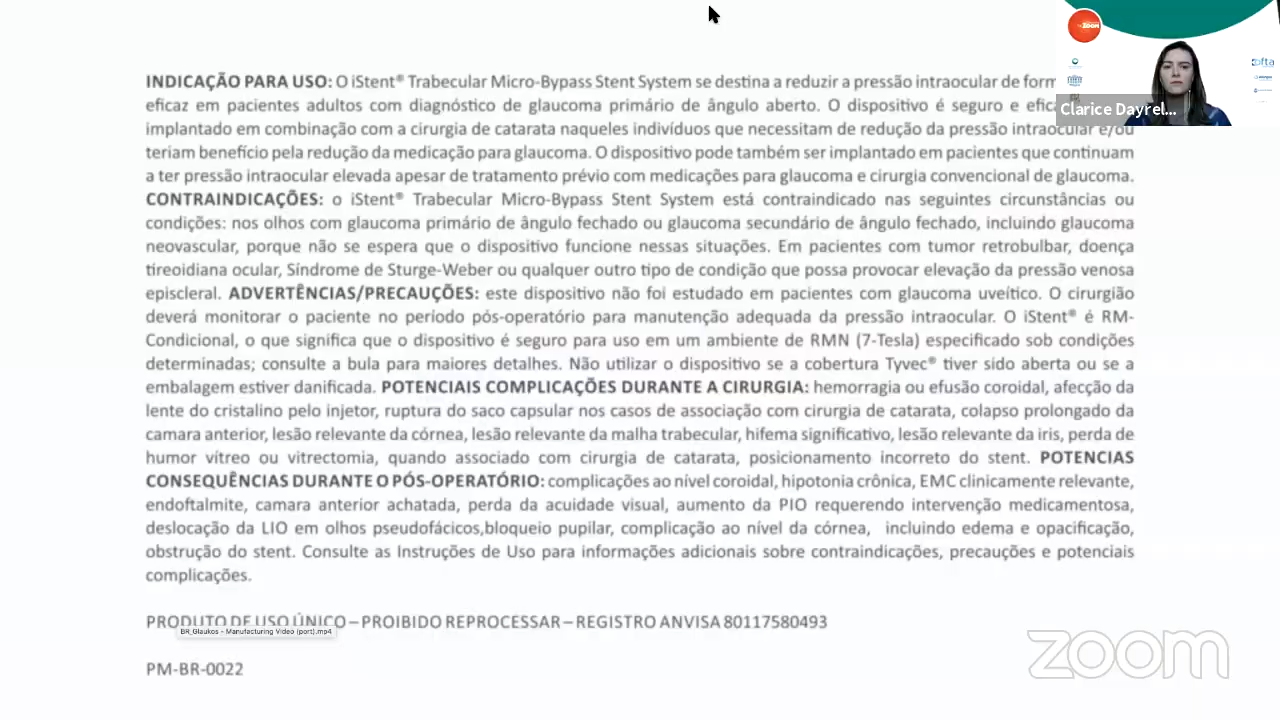 INDICAÇÃO PARA USO: O iStent® Trabecular Micro-Bypass Stent System se destina a reduzir a pressão intraocular de
eficaz em pacientes adultos com diagnóstico de glaucoma primário de ângulo aberto. O dispositivo é seguro e
implantado em combinação com a cirurgia de catarata naqueles indivíduos que necessitam de redução da pressão intraocular e/ou
teriam benefício pela redução da medicação para glaucoma. O dispositivo pode também ser implantado em pacientes que continuam
a ter pressão intraocular elevada apesar de tratamento prévio com medicações para glaucoma e cirurgia convencional de glaucoma.
CONTRAINDICAÇÕES: o iStent® Trabecular Micro-Bypass Stent System está contraindicado nas seguintes circunstâncias ou
condições: nos olhos com glaucoma primário de ângulo fechado ou glaucoma secundário de ângulo fechado, incluindo glaucoma
neovascular, porque não se espera que o dispositivo funcione nessas situações. Em pacientes com tumor retrobulbar, doença
tireoidiana ocular, Síndrome de Sturge-Weber ou qualquer outro tipo de condição que possa provocar elevação da pressão venosa
episcleral. ADVERTÊNCIAS/PRECAUÇÕES: este dispositivo não foi estudado em pacientes com glaucoma uveítico. O cirurgião
deverá monitorar o paciente no período pós-operatório para manutenção adequada da pressão intraocular. O iStent® é RM-
Condicional, o que significa que o dispositivo é seguro para uso em um ambiente de RMN (7-Tesla) especificado sob condições
determinadas; consulte a bula para maiores detalhes. Não utilizar o dispositivo se a cobertura Tyvec® tiver sido aberta ou se a
embalagem estiver danificada. POTENCIAIS COMPLICAÇÕES DURANTE A CIRURGIA: hemorragia ou efusão coroidal, afecção da
lente do cristalino pelo injetor, ruptura do saco capsular nos casos de associação com cirurgia de catarata, colapso prolongado da
camara anterior, lesão relevante da córnea, lesão relevante da malha trabecular, hifema significativo, lesão relevante da iris, perda de
humor vítreo ou vitrectomia, quando associado com cirurgia de catarata, posicionamento incorreto do stent. POTENCIAS
CONSEQUÊNCIAS DURANTE O PÓS-OPERATÓRIO: complicações ao nível coroidal, hipotonia crônica, EMC clinicamente relevante,
endoftalmite, camara anterior achatada, perda da acuidade visual, aumento da PIO requerendo intervenção medicamentosa,
deslocação da LIO em olhos pseudofácicos,bloqueio pupilar, complicação ao nível da córnea, incluindo edema e opacificação,
obstrução do stent. Consulte as Instruções de Uso para informações adicionais sobre contraindicações, precauções e potenciais
complicações.
PRODUTO DE USO ÚNICO – PROIBIDO REPROCESSAR – REGISTRO ANVISA 80117580493
BR_Glaukos - Manufacturing Video (port).mp4
PM-BR-0022
Clarice Dayrel...
zoom